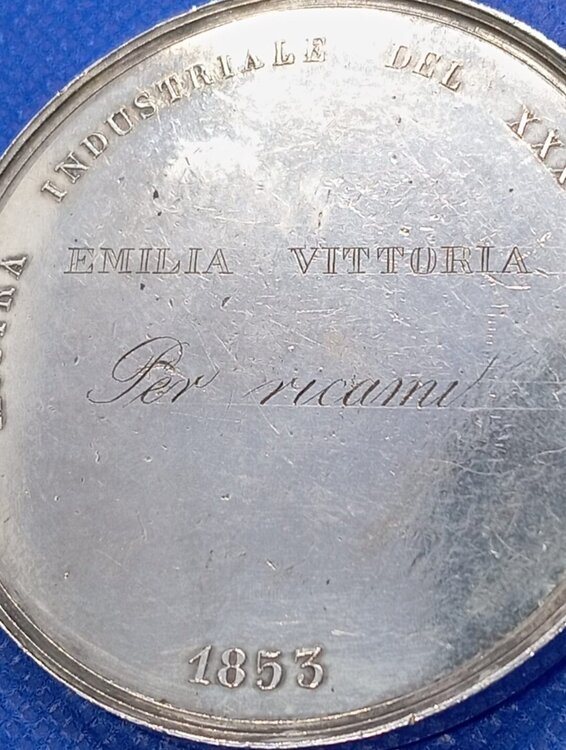 INDUSTRIALE DEL
EMILIA VITTORIA
Per ricami
1853